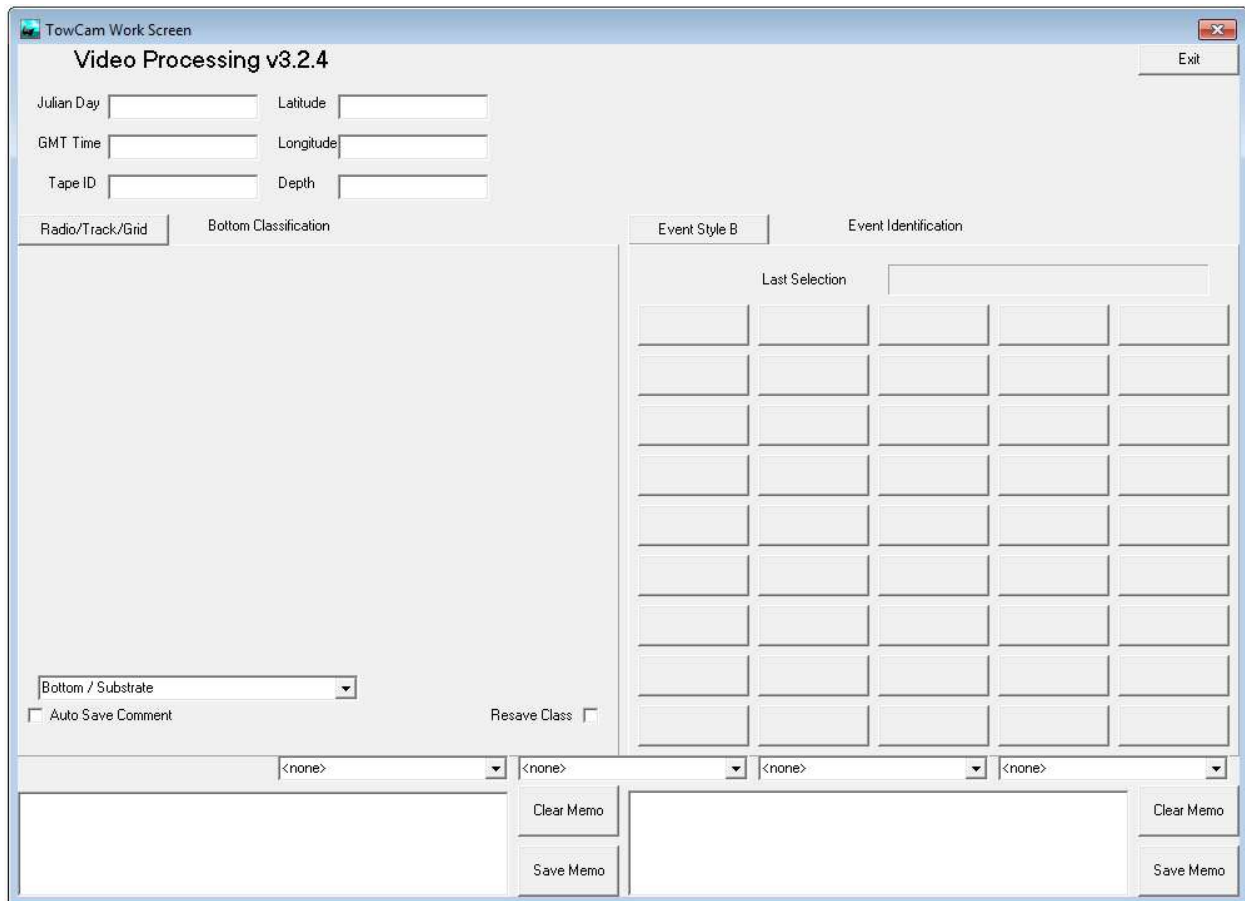 TowCam Work Screen
Video Processing v3.2.4
Exit
Julian Day
Latitude
GMT Time
Longitude
Tape ID
Depth
Radio/Track/Grid
Bottom Classification
Event Style B
Event Identification
Last Selection
Bottom / Substrate
Auto Save Comment
Resave Class
<none>
<none>
<none>
<none>
Clear Memo
Clear Memo
Save Memo
Save Memo